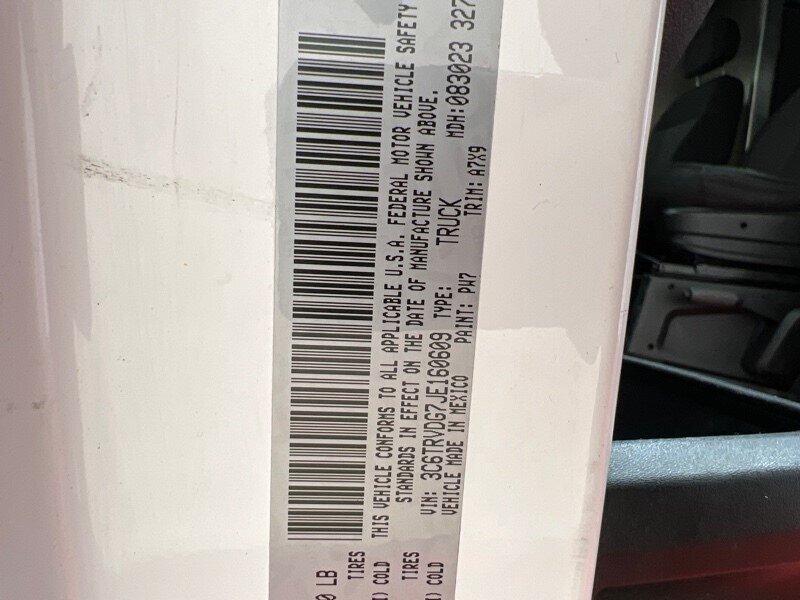 0 LB
TIRES
I) COLD
TIRES
I) COLD
THIS VEHICLE CONFORMS TO ALL APPLICABLE U.S.A. FEDERAL MOTOR VEHICLE SAFETY
STANDARDS IN EFFECT ON THE DATE OF MANUFACTURE SHOWN ABOVE.
VIN: 3C6TRVDG7JE160609 TYPE: TRUCK MDH:083023 327
VEHICLE MADE IN MEXICO PAINT: PW7 TRIM: A7X9